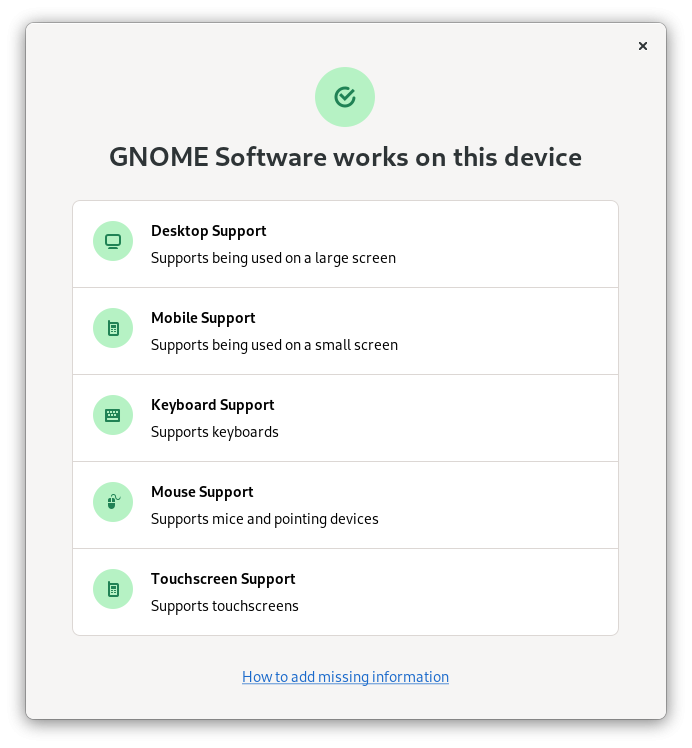 GNOME Software works on this device
Desktop Support
Supports being used on a large screen
Mobile Support
Supports being used on a small screen
Keyboard Support
Supports keyboards
Mouse Support
Supports mice and pointing devices
Touchscreen Support
Supports touchscreens
How to add missing information